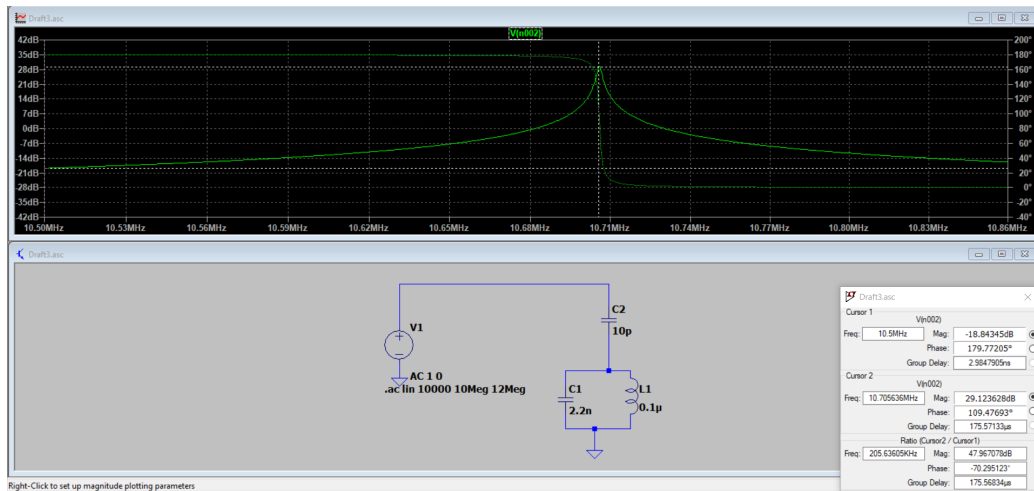 Draft3.asc
V(n002)
42dB
35dB
28dB
21dB
14dB
7dB
0dB
-7dB
-14dB
-21dB
-28dB
-35dB
-42dB
200°
180°
160°
140°
120°
100°
80°
60°
40°
20°
0°
-20°
-40°
10.50MHz 10.53MHz 10.56MHz 10.59MHz 10.62MHz 10.65MHz 10.68MHz 10.71MHz 10.74MHz 10.77MHz 10.80MHz 10.83MHz 10.86MHz
Draft3.asc
V1
AC 1 0
.ac lin 10000 10Meg 12Meg
C2
10p
C1
2.2n
L1
0.1µ
Draft3.asc
Cursor 1
V(n002)
Freq: 10.5MHz Mag: -18.84345dB
Phase: 179.77205°
Group Delay: 2.9847905ns
Cursor 2
V(n002)
Freq: 10.705636MHz Mag: 29.123628dB
Phase: 109.47693°
Group Delay: 175.57133µs
Ratio (Cursor2 / Cursor1)
Freq: 205.63605KHz Mag: 47.967078dB
Phase: -70.295123°
Group Delay: 175.56834µs
Right-Click to set up magnitude plotting parameters